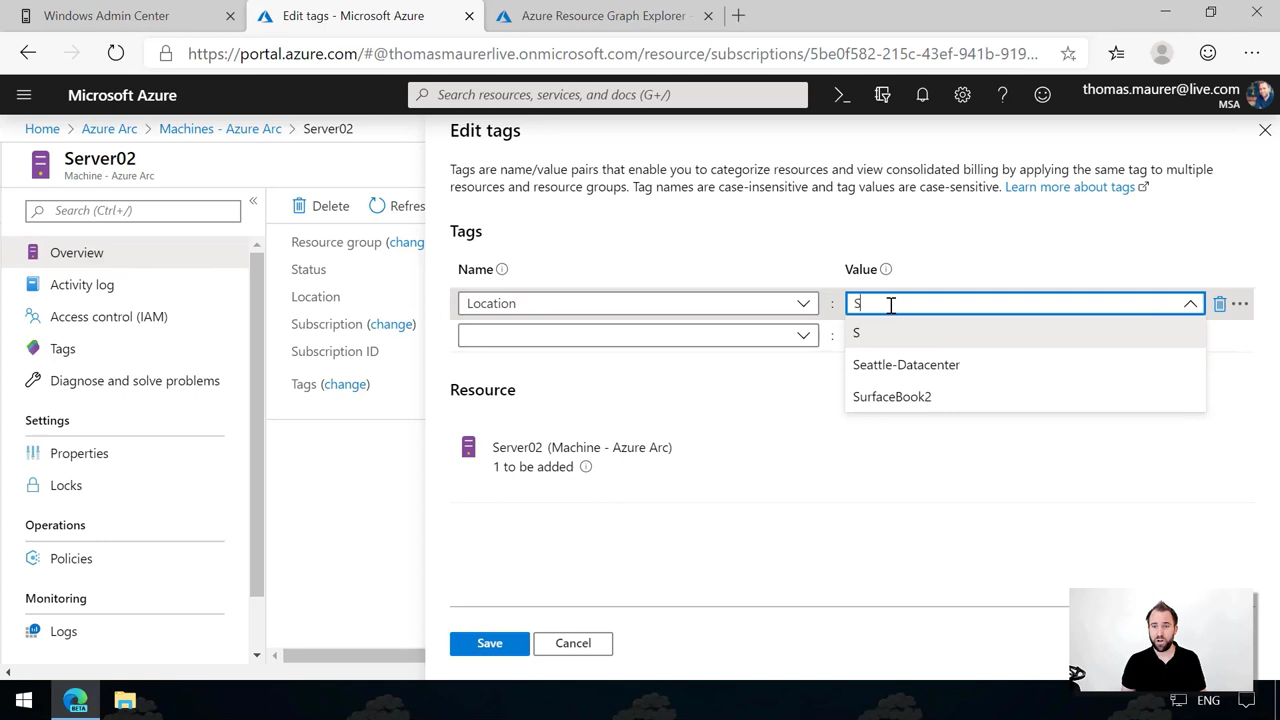 Windows Admin Center
Edit tags - Microsoft Azure
Azure Resource Graph Explorer -
https://portal.azure.com/#@thomasmaurerlive.onmicrosoft.com/resource/subscriptions/5be0f582-215c-43ef-941b-919...
Microsoft Azure
Search resources, services, and docs (G+/)
thomas.maurer@live.com
MSA
Home > Azure Arc > Machines - Azure Arc > Server02
Server02
Machine - Azure Arc
Search (Ctrl+/)
«
Overview
Activity log
Access control (IAM)
Tags
Diagnose and solve problems
Settings
Properties
Locks
Operations
Policies
Monitoring
Logs
Delete
Refres
Resource group (chang
Status
Location
Subscription (change)
Subscription ID
Tags (change)
Edit tags
Tags are name/value pairs that enable you to categorize resources and view consolidated billing by applying the same tag to multiple
resources and resource groups. Tag names are case-insensitive and tag values are case-sensitive. Learn more about tags
Tags
Name
Value
Location
:
S
:
S
Seattle-Datacenter
SurfaceBook2
Resource
Server02 (Machine - Azure Arc)
1 to be added
Save
Cancel
BETA
ENG